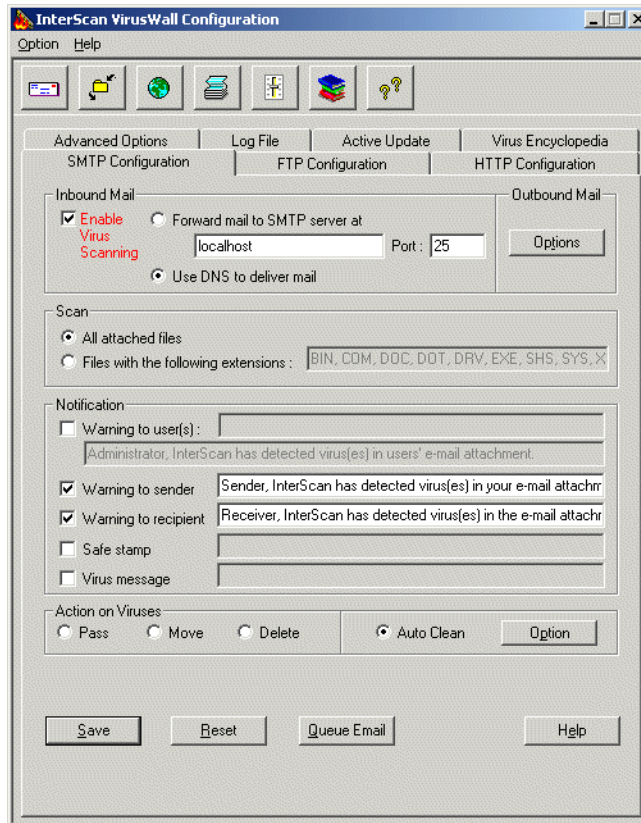 InterScan VirusWall Configuration
Option Help
Advanced Options Log File Active Update Virus Encyclopedia
SMTP Configuration FTP Configuration HTTP Configuration
Inbound Mail Outbound Mail
Enable Virus Scanning
Forward mail to SMTP server at
localhost Port : 25
Options
Use DNS to deliver mail
Scan
All attached files
Files with the following extensions : BIN, COM, DOC, DOT, DRV, EXE, SHS, SYS, X
Notification
Warning to user(s) :
Administrator, InterScan has detected virus(es) in users' e-mail attachment.
Warning to sender Sender, InterScan has detected virus(es) in your e-mail attachm
Warning to recipient Receiver, InterScan has detected virus(es) in the e-mail attachr
Safe stamp
Virus message
Action on Viruses
Pass Move Delete Auto Clean Option
Save Reset Queue Email Help